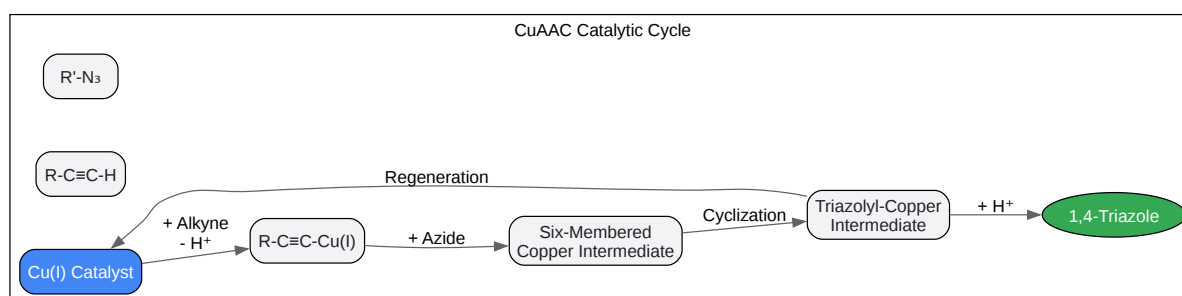 CuAAC Catalytic Cycle
R'-N₃
R-C≡C-H
Regeneration
+ Alkyne
- H⁺
Cu(I) Catalyst
R-C≡C-Cu(I)
+ Azide
Six-Membered
Copper Intermediate
Cyclization
Triazolyl-Copper
Intermediate
+ H⁺
1,4-Triazole